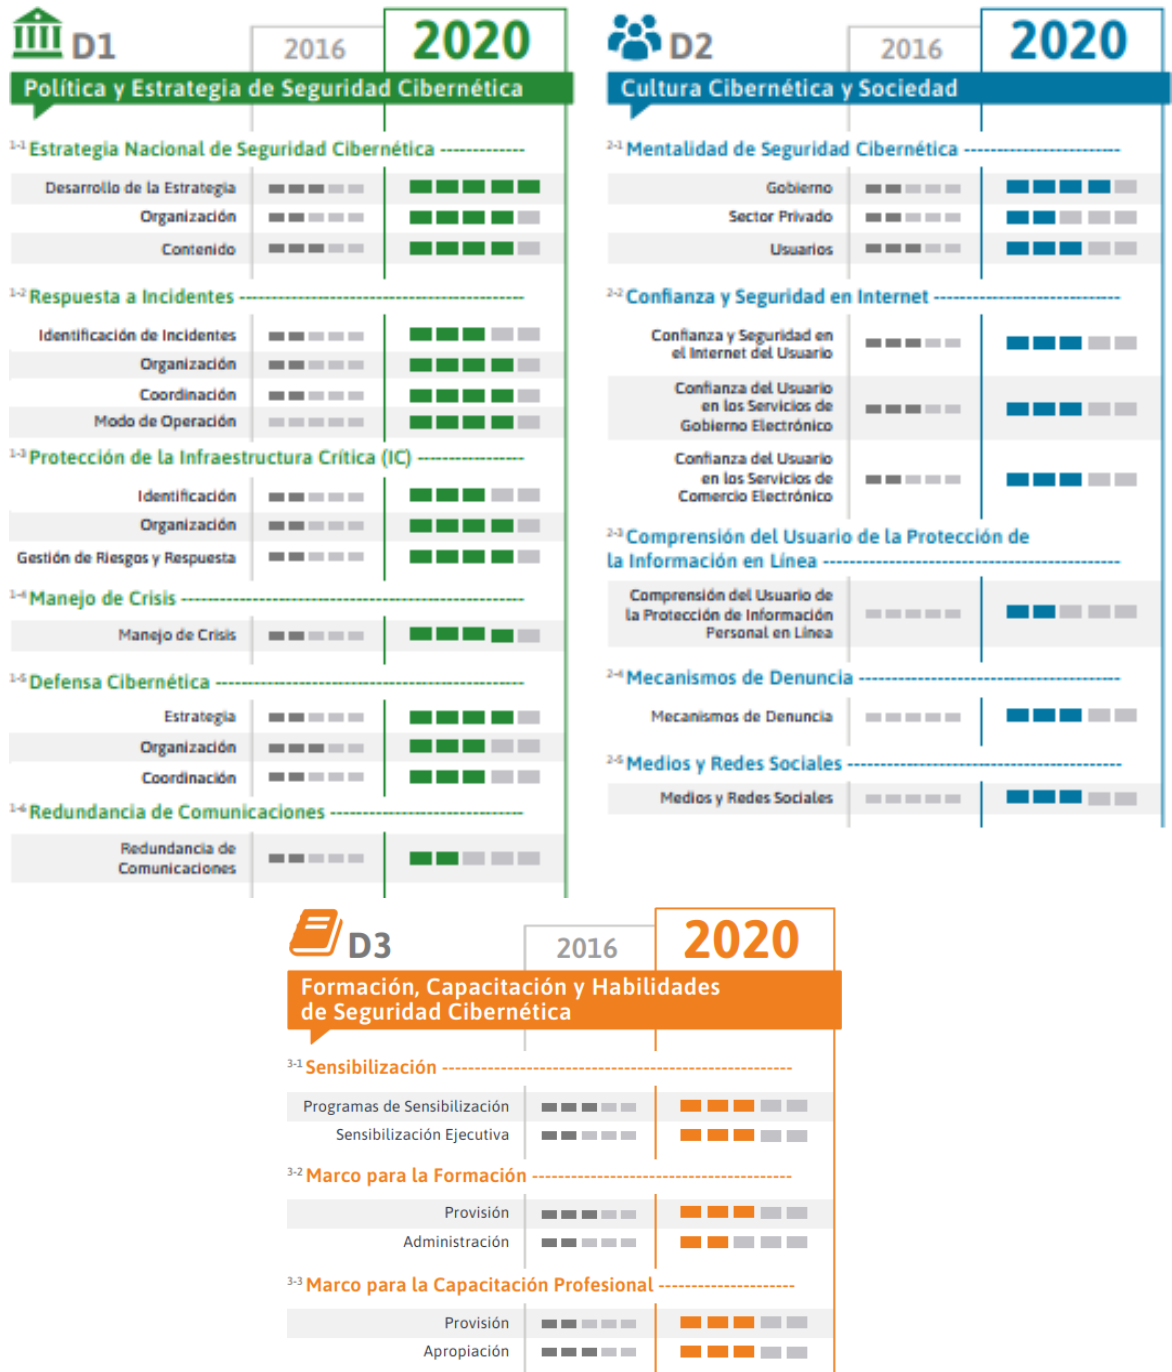 D1
2016
2020
Política y Estrategia de Seguridad Cibernética
1-1 Estrategia Nacional de Seguridad Cibernética
Desarrollo de la Estrategia
Organización
Contenido
1-2 Respuesta a Incidentes
Identificación de Incidentes
Organización
Coordinación
Modo de Operación
1-3 Protección de la Infraestructura Crítica (IC)
Identificación
Organización
Gestión de Riesgos y Respuesta
1-4 Manejo de Crisis
Manejo de Crisis
1-5 Defensa Cibernética
Estrategia
Organización
Coordinación
1-6 Redundancia de Comunicaciones
Redundancia de
Comunicaciones
D2
2016
2020
Cultura Cibernética y Sociedad
2-1 Mentalidad de Seguridad Cibernética
Gobierno
Sector Privado
Usuarios
2-2 Confianza y Seguridad en Internet
Confianza y Seguridad en
el Internet del Usuario
Confianza del Usuario
en los Servicios de
Gobierno Electrónico
Confianza del Usuario
en los Servicios de
Comercio Electrónico
2-3 Comprensión del Usuario de la Protección de
la Información en Línea
Comprensión del Usuario de
la Protección de Información
Personal en Línea
2-4 Mecanismos de Denuncia
Mecanismos de Denuncia
2-5 Medios y Redes Sociales
Medios y Redes Sociales
D3
2016
2020
Formación, Capacitación y Habilidades
de Seguridad Cibernética
3-1 Sensibilización
Programas de Sensibilización
Sensibilización Ejecutiva
3-2 Marco para la Formación
Provisión
Administración
3-3 Marco para la Capacitación Profesional
Provisión
Apropiación